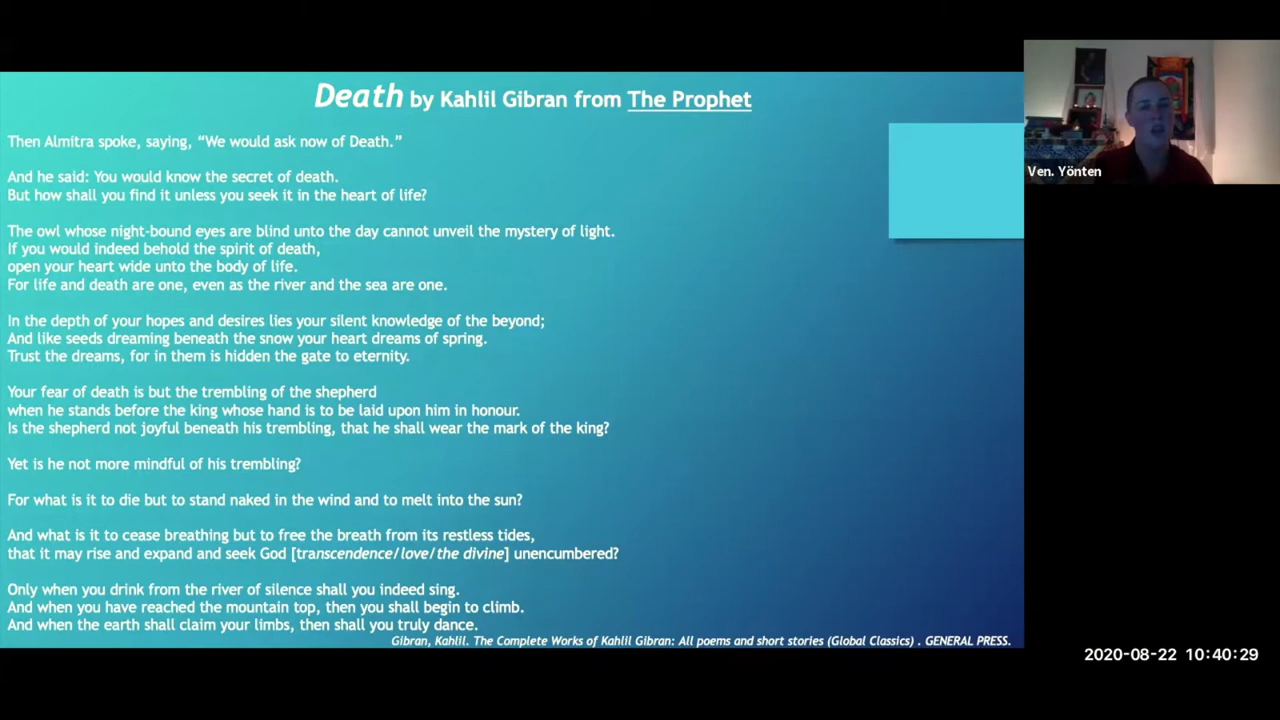 Death by Kahlil Gibran from The Prophet
Then Almitra spoke, saying, “We would ask now of Death.”
And he said: You would know the secret of death.
But how shall you find it unless you seek it in the heart of life?
The owl whose night-bound eyes are blind unto the day cannot unveil the mystery of light.
If you would indeed behold the spirit of death,
open your heart wide unto the body of life.
For life and death are one, even as the river and the sea are one.
In the depth of your hopes and desires lies your silent knowledge of the beyond;
And like seeds dreaming beneath the snow your heart dreams of spring.
Trust the dreams, for in them is hidden the gate to eternity.
Your fear of death is but the trembling of the shepherd
when he stands before the king whose hand is to be laid upon him in honour.
Is the shepherd not joyful beneath his trembling, that he shall wear the mark of the king?
Yet is he not more mindful of his trembling?
For what is it to die but to stand naked in the wind and to melt into the sun?
And what is it to cease breathing but to free the breath from its restless tides,
that it may rise and expand and seek God [transcendence/love/the divine] unencumbered?
Only when you drink from the river of silence shall you indeed sing.
And when you have reached the mountain top, then you shall begin to climb.
And when the earth shall claim your limbs, then shall you truly dance.
Gibran, Kahlil. The Complete Works of Kahlil Gibran: All poems and short stories (Global Classics) . GENERAL PRESS.
Ven. Yönten
2020-08-22 10:40:29